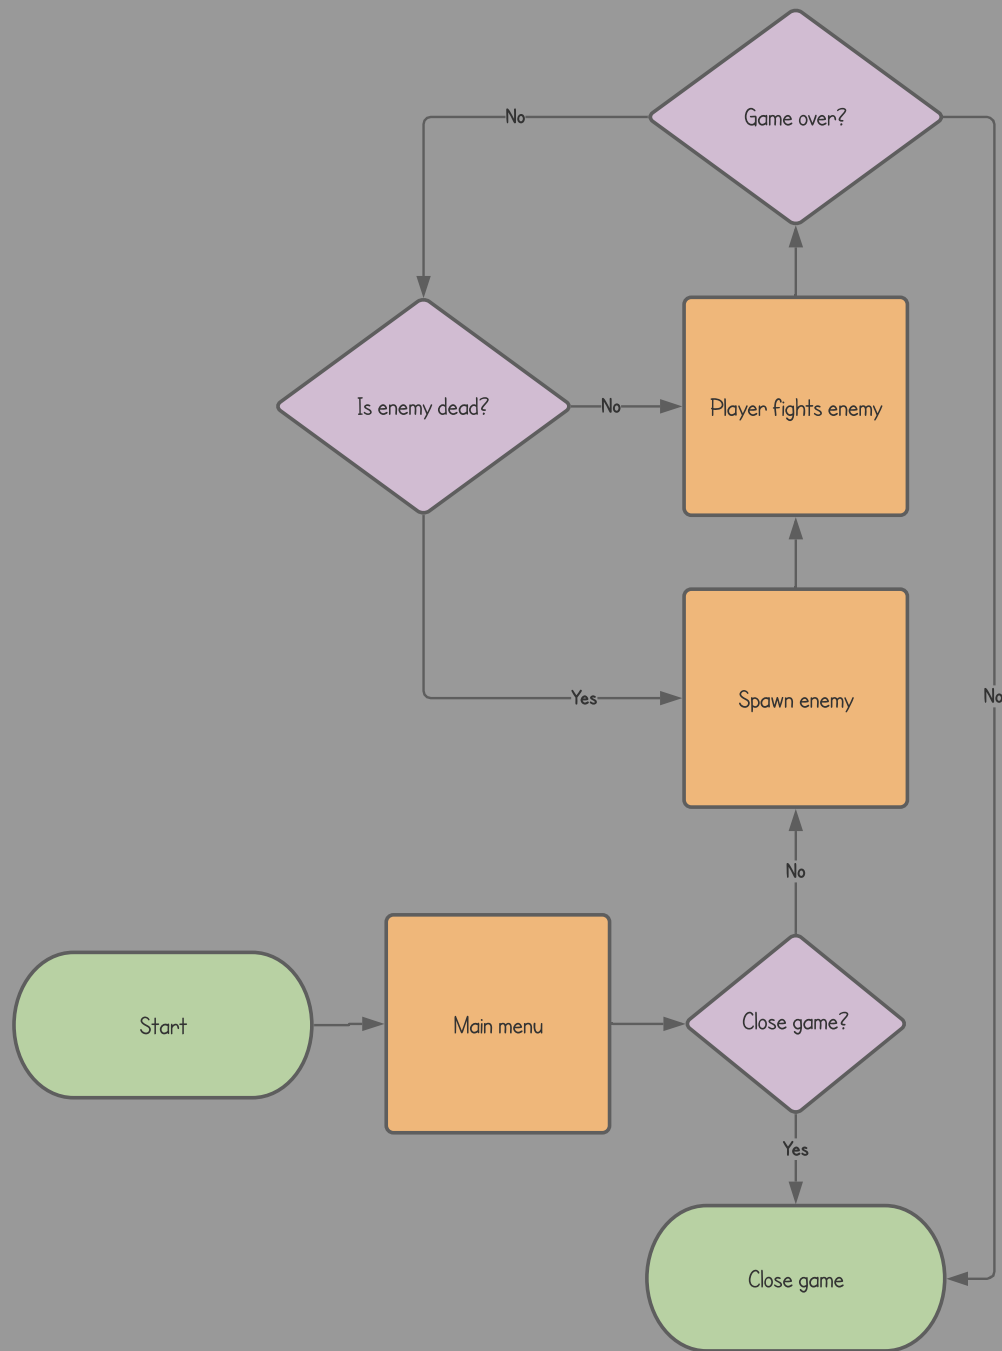 Game over?
No
Is enemy dead?
No
Player fights enemy
Yes
Spawn enemy
No
No
Start
Main menu
Close game?
Yes
Close game